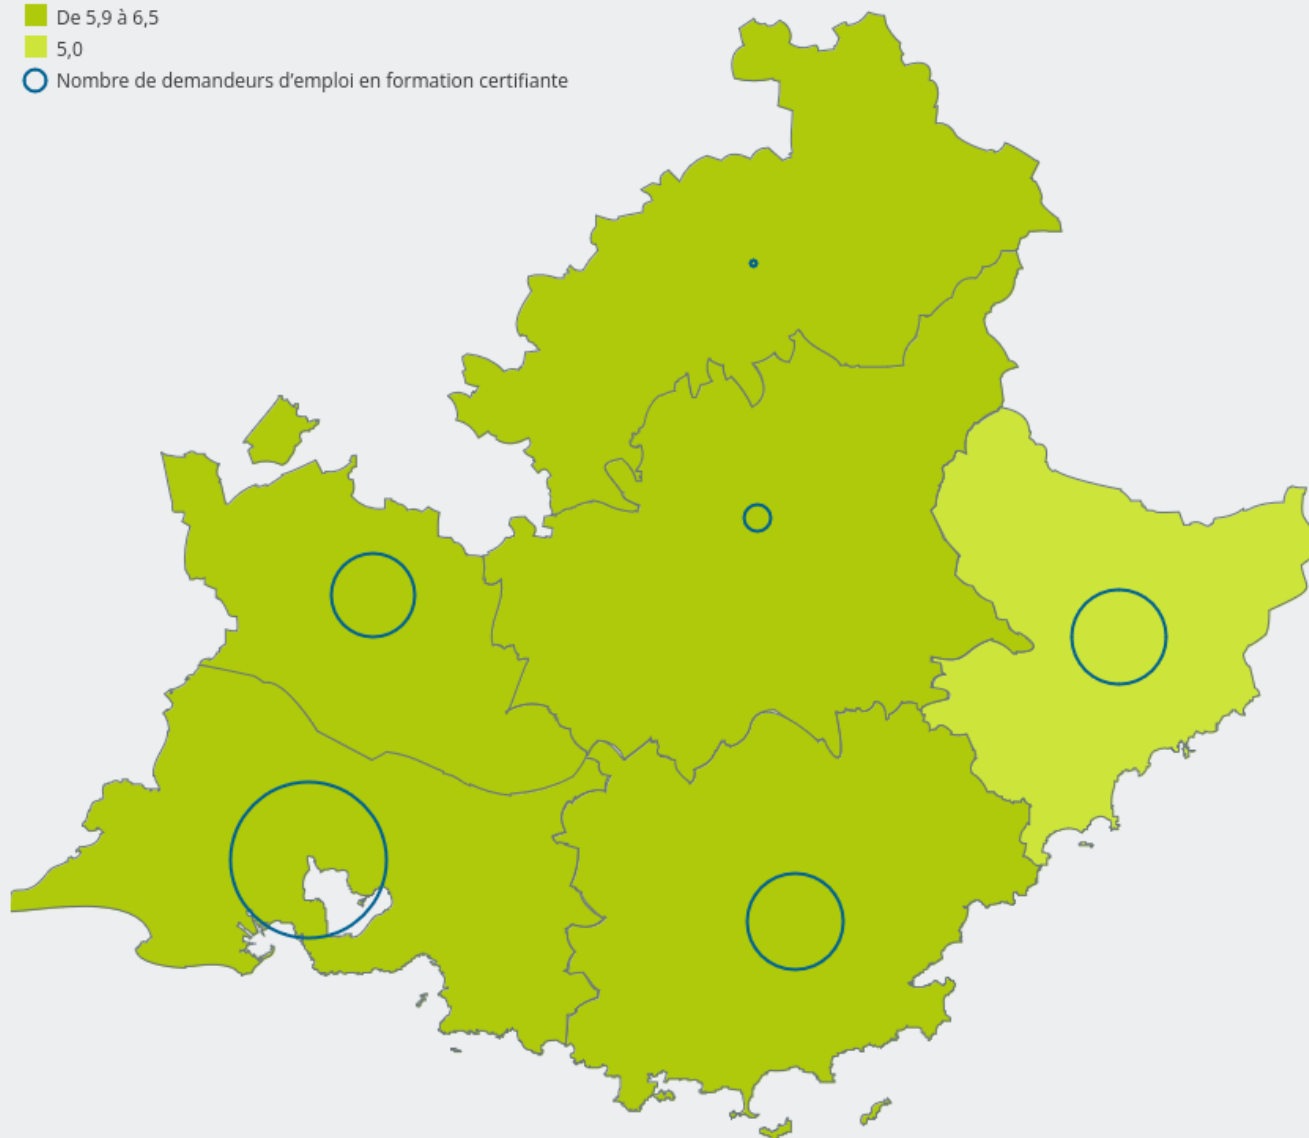 De 5,9 à 6,5
5,0
Nombre de demandeurs d'emploi en formation certifiante